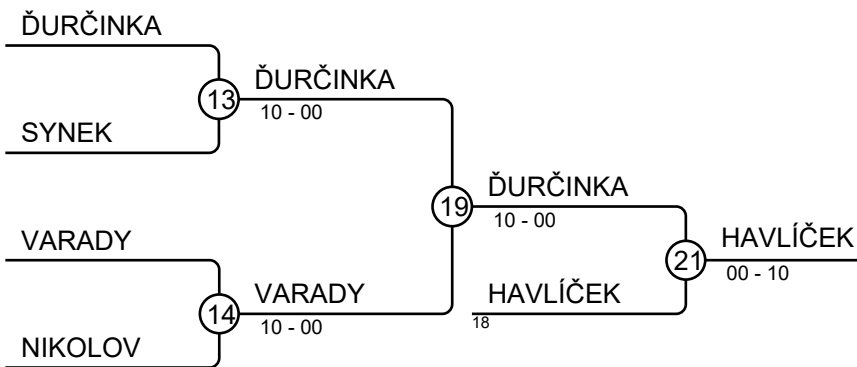 ĎURČINKA
13
ĎURČINKA
10 - 00
SYNEK
19
ĎURČINKA
10 - 00
VARADY
21
HAVLÍČEK
00 - 10
14
VARADY
10 - 00
HAVLÍČEK
18
NIKOLOV